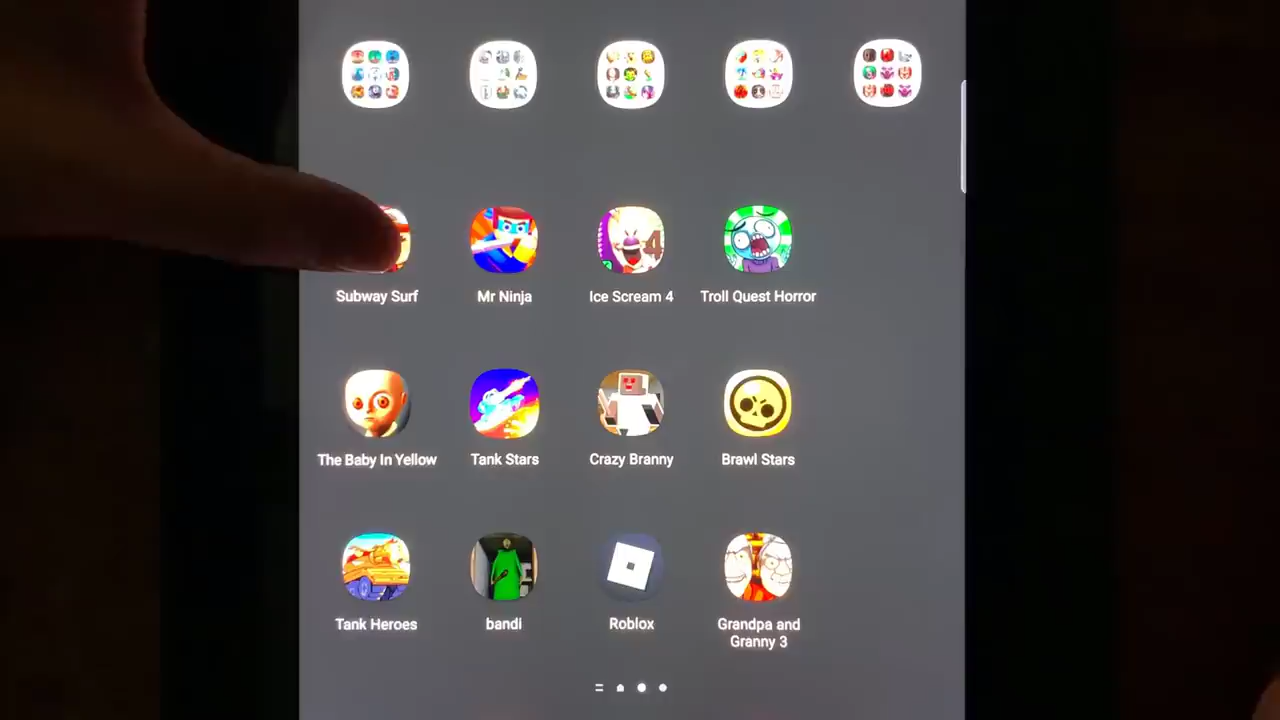 Subway Surf
Mr Ninja
Ice Scream 4
Troll Quest Horror
The Baby In Yellow
Tank Stars
Crazy Branny
Brawl Stars
Tank Heroes
bandi
Roblox
Grandpa and
Granny 3